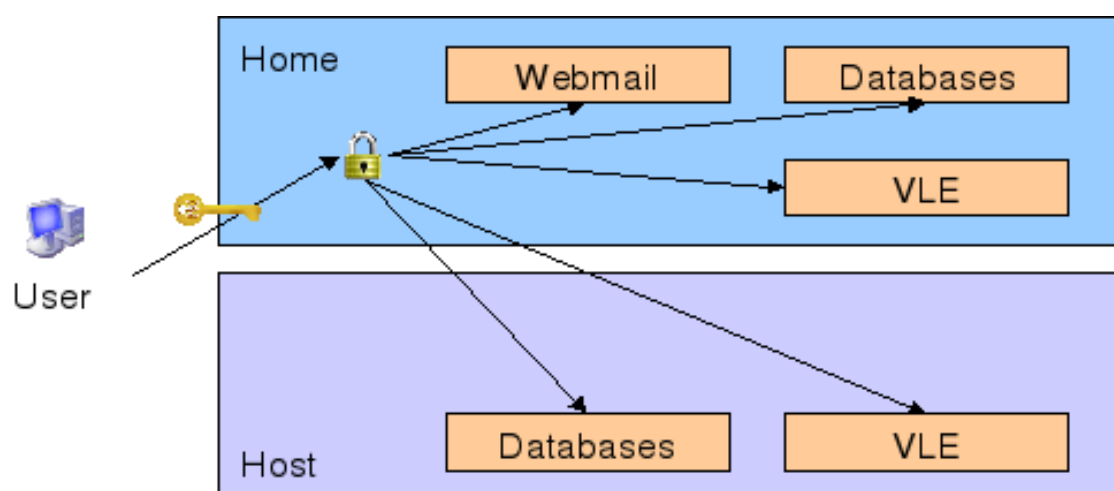 Home
Webmail
Databases
VLE
User
Databases
VLE
Host